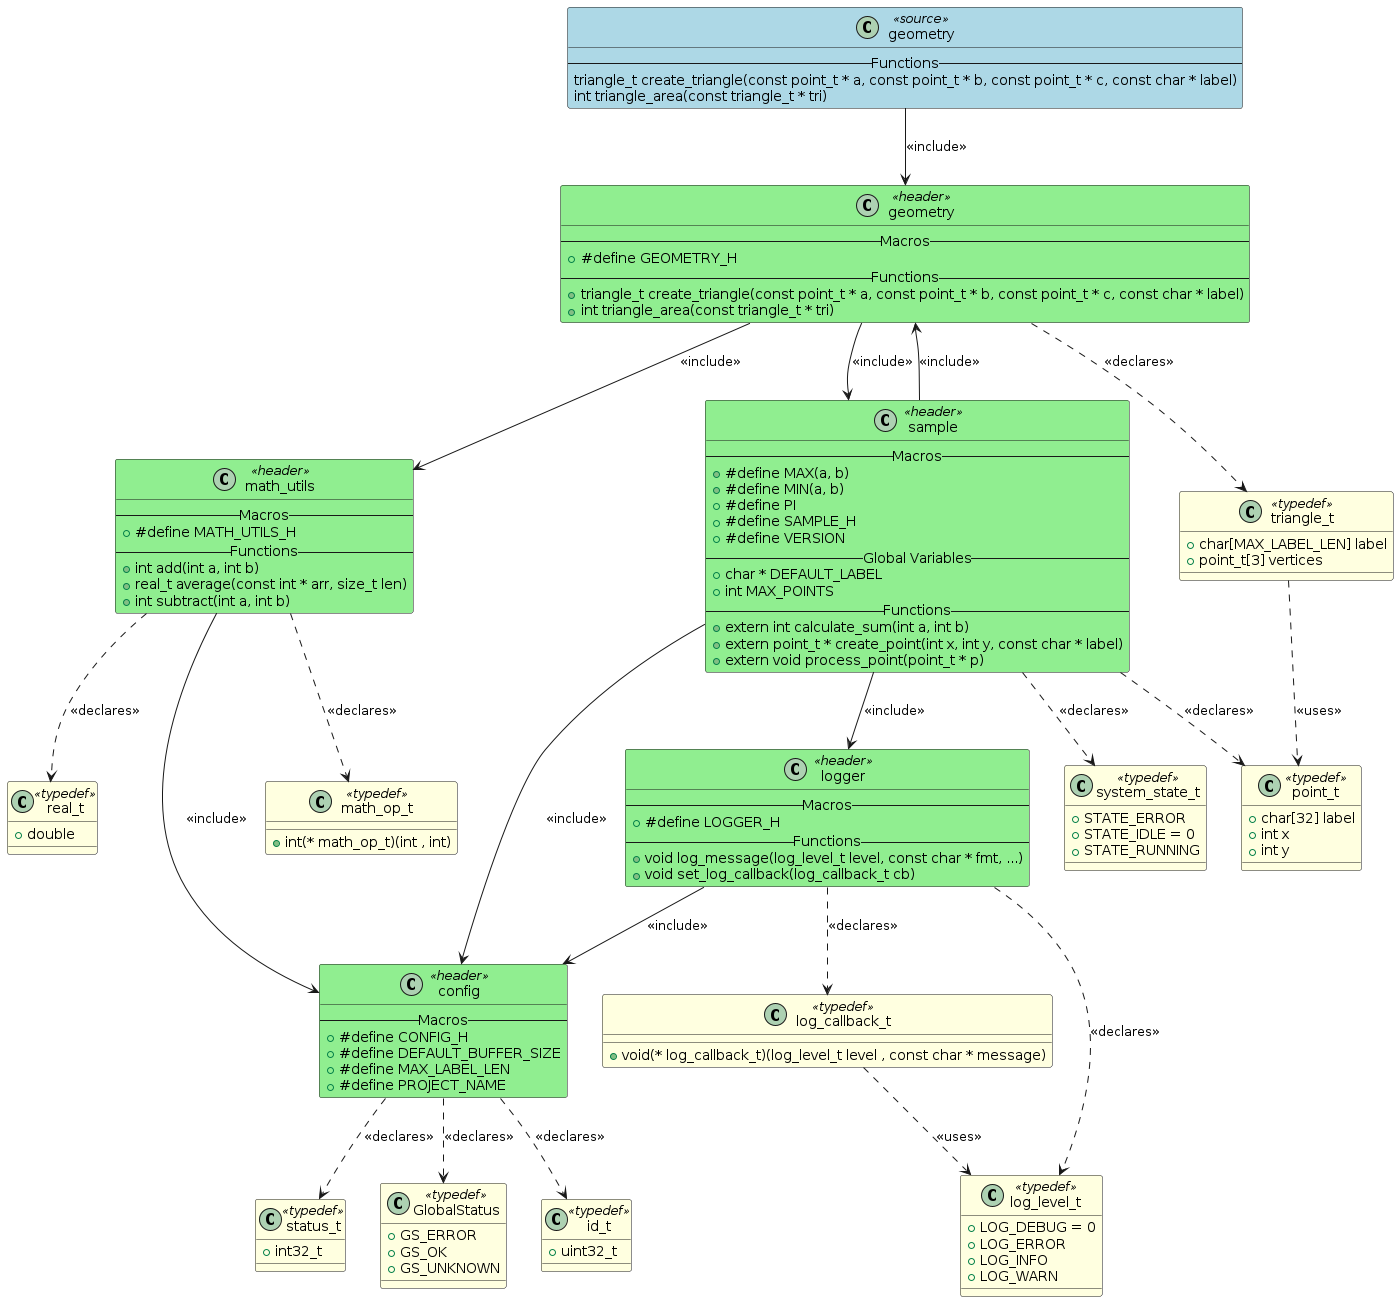 C
«source»
geometry
Functions
triangle_t create_triangle(const point_t * a, const point_t * b, const point_t * c, const char * label)
int triangle_area(const triangle_t * tri)
«include»
C
«header»
geometry
Macros
#define GEOMETRY_H
Functions
triangle_t create_triangle(const point_t * a, const point_t * b, const point_t * c, const char * label)
int triangle_area(const triangle_t * tri)
«include»
«include»
«include»
«declares»
C
«header»
sample
Macros
#define MAX(a, b)
#define MIN(a, b)
#define PI
#define SAMPLE_H
#define VERSION
Global Variables
char * DEFAULT_LABEL
int MAX_POINTS
Functions
extern int calculate_sum(int a, int b)
extern point_t * create_point(int x, int y, const char * label)
extern void process_point(point_t * p)
C
«header»
math_utils
Macros
#define MATH_UTILS_H
Functions
int add(int a, int b)
real_t average(const int * arr, size_t len)
int subtract(int a, int b)
C
«typedef»
triangle_t
char[MAX_LABEL_LEN] label
point_t[3] vertices
«declares»
«declares»
«include»
«declares»
«declares»
«uses»
C
«typedef»
real_t
double
«include»
C
«typedef»
math_op_t
int(* math_op_t)(int , int)
«include»
C
«header»
logger
Macros
#define LOGGER_H
Functions
void log_message(log_level_t level, const char * fmt, ...)
void set_log_callback(log_callback_t cb)
C
«typedef»
system_state_t
STATE_ERROR
STATE_IDLE = 0
STATE_RUNNING
C
«typedef»
point_t
char[32] label
int x
int y
«include»
«declares»
«declares»
C
«header»
config
Macros
#define CONFIG_H
#define DEFAULT_BUFFER_SIZE
#define MAX_LABEL_LEN
#define PROJECT_NAME
C
«typedef»
log_callback_t
void(* log_callback_t)(log_level_t level , const char * message)
«declares»
«declares»
«declares»
«uses»
C
«typedef»
status_t
int32_t
C
«typedef»
GlobalStatus
GS_ERROR
GS_OK
GS_UNKNOWN
C
«typedef»
id_t
uint32_t
C
«typedef»
log_level_t
LOG_DEBUG = 0
LOG_ERROR
LOG_INFO
LOG_WARN